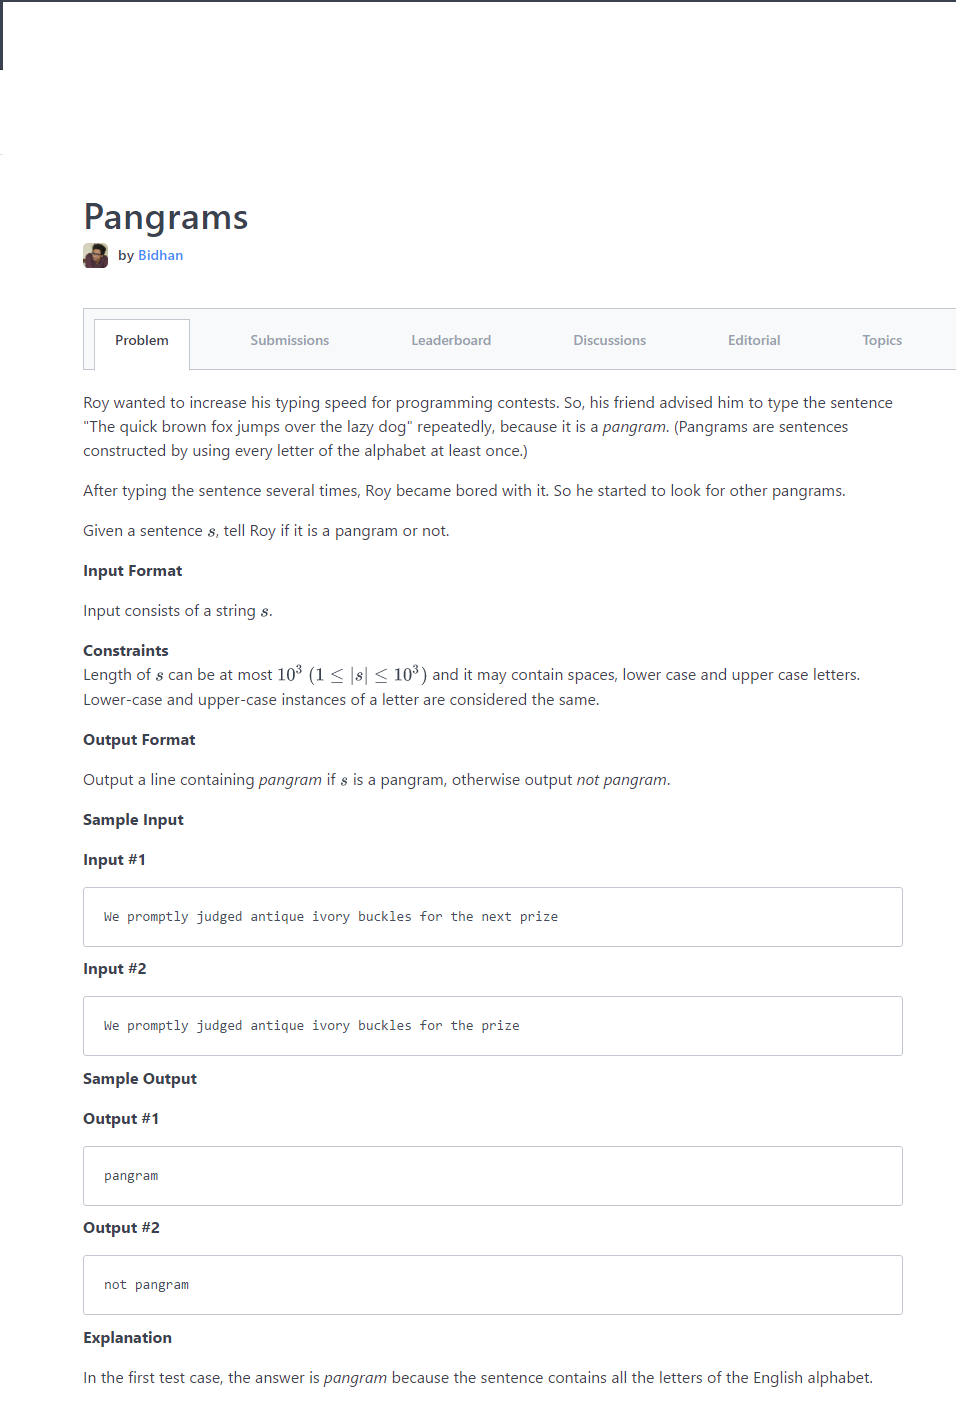 Pangrams
by Bidhan
Problem Submissions Leaderboard Discussions Editorial Topics
Roy wanted to increase his typing speed for programming contests. So, his friend advised him to type the sentence
"The quick brown fox jumps over the lazy dog" repeatedly, because it is a pangram. (Pangrams are sentences
constructed by using every letter of the alphabet at least once.)
After typing the sentence several times, Roy became bored with it. So he started to look for other pangrams.
Given a sentence s, tell Roy if it is a pangram or not.
Input Format
Input consists of a string s.
Constraints
Length of s can be at most 10³ (1 ≤ |s| ≤ 10³) and it may contain spaces, lower case and upper case letters.
Lower-case and upper-case instances of a letter are considered the same.
Output Format
Output a line containing pangram if s is a pangram, otherwise output not pangram.
Sample Input
Input #1
We promptly judged antique ivory buckles for the next prize
Input #2
We promptly judged antique ivory buckles for the prize
Sample Output
Output #1
pangram
Output #2
not pangram
Explanation
In the first test case, the answer is pangram because the sentence contains all the letters of the English alphabet.